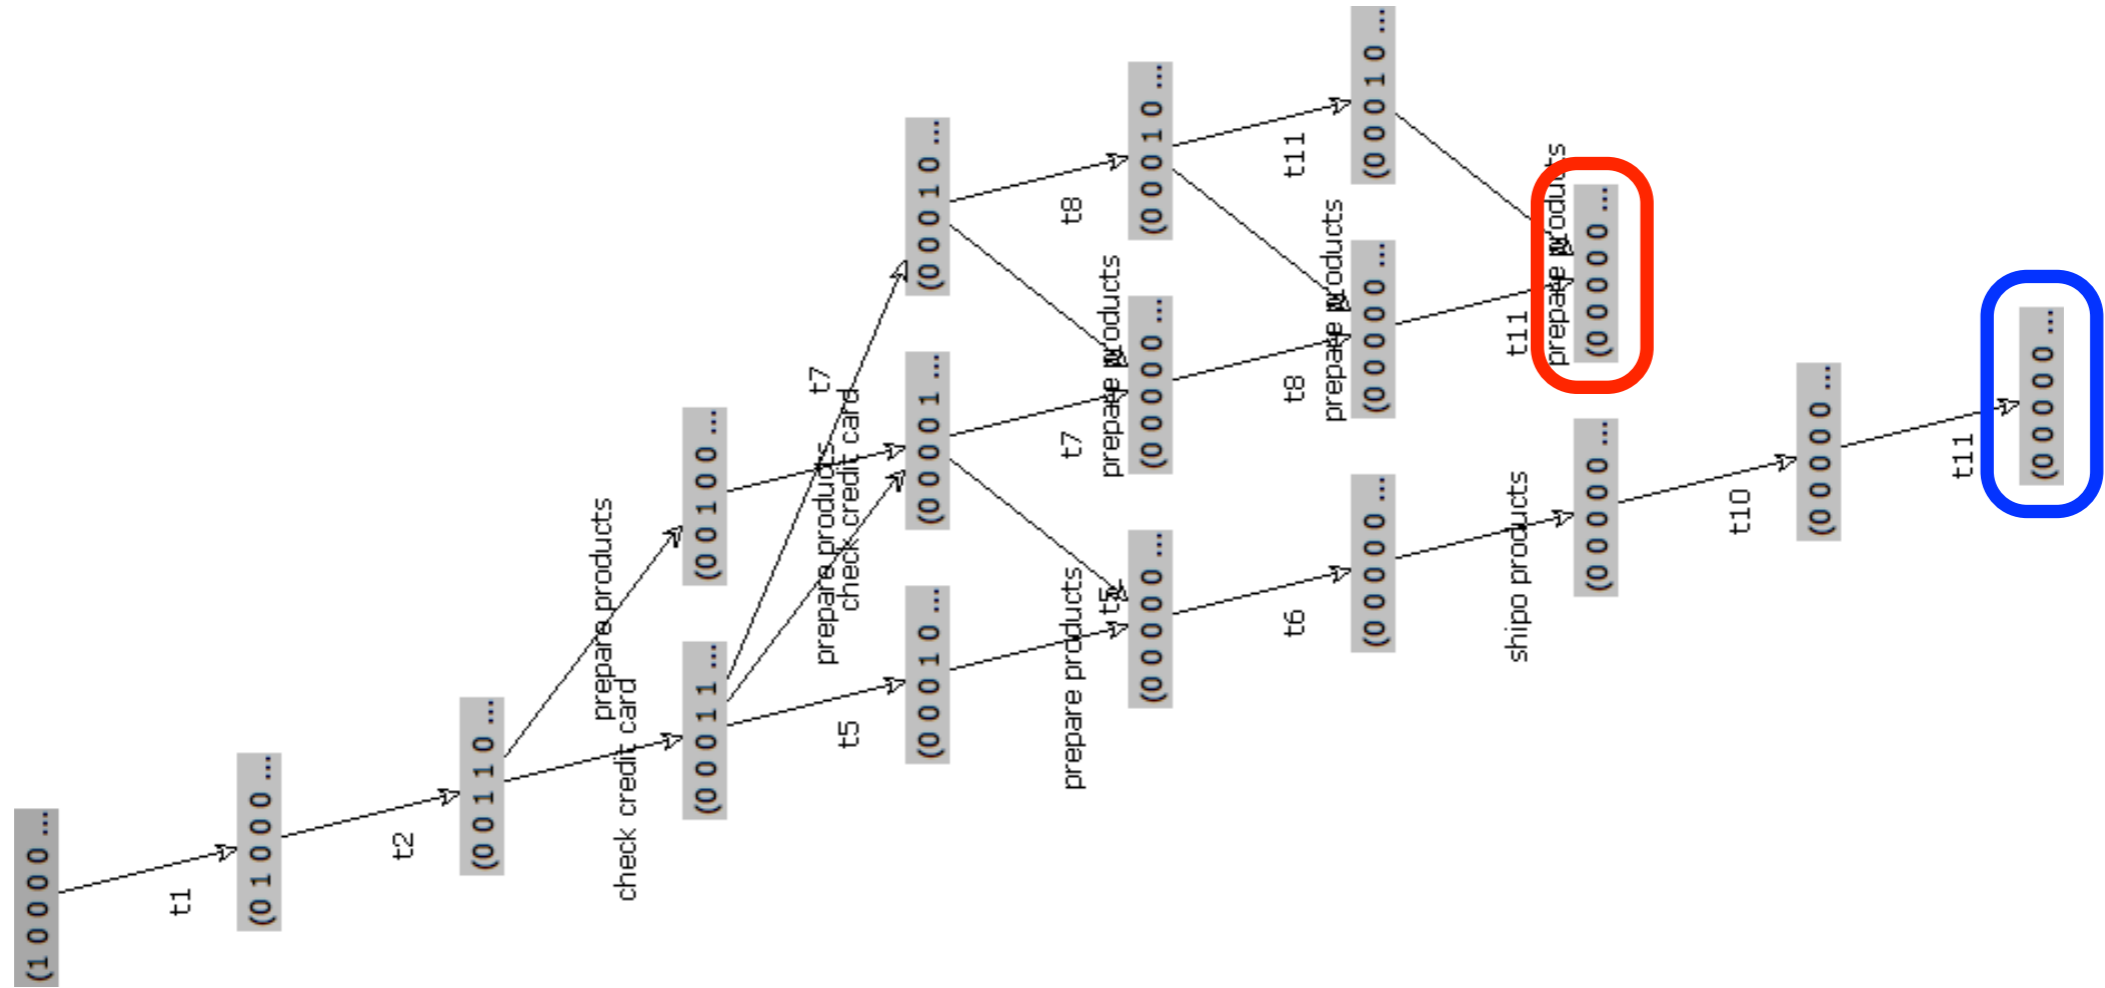 (1 0 0 0 0 ...
t1
(0 1 0 0 0 ...
t2
(0 0 1 1 0 ...
prepare products
check credit card
(0 0 1 0 0 ...
(0 0 0 1 1 ...
t7
prepare products
check credit card
t5
(0 0 0 1 0 ...
(0 0 0 0 1 ...
(0 0 0 1 0 ...
t8
t7
prepare products
prepare products
t5
(0 0 0 1 0 ...
(0 0 0 0 0 ...
(0 0 0 0 0 ...
t11
t8
prepare products
t6
(0 0 0 1 0 ...
(0 0 0 0 0 ...
(0 0 0 0 0 ...
t11
prepare products
shipo products
(0 0 0 0 0 ...
(0 0 0 0 0 ...
t10
(0 0 0 0 0 ...
t11
(0 0 0 0 0 ...